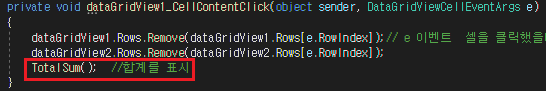 private void dataGridView1_CellContentClick(object sender, DataGridViewCellEventArgs e)
{
dataGridView1.Rows.Remove(dataGridView1.Rows[e.RowIndex]);// e 이벤트 셀을 클릭했을
dataGridView2.Rows.Remove(dataGridView2.Rows[e.RowIndex]);
TotalSum(); //합계를 표시
}